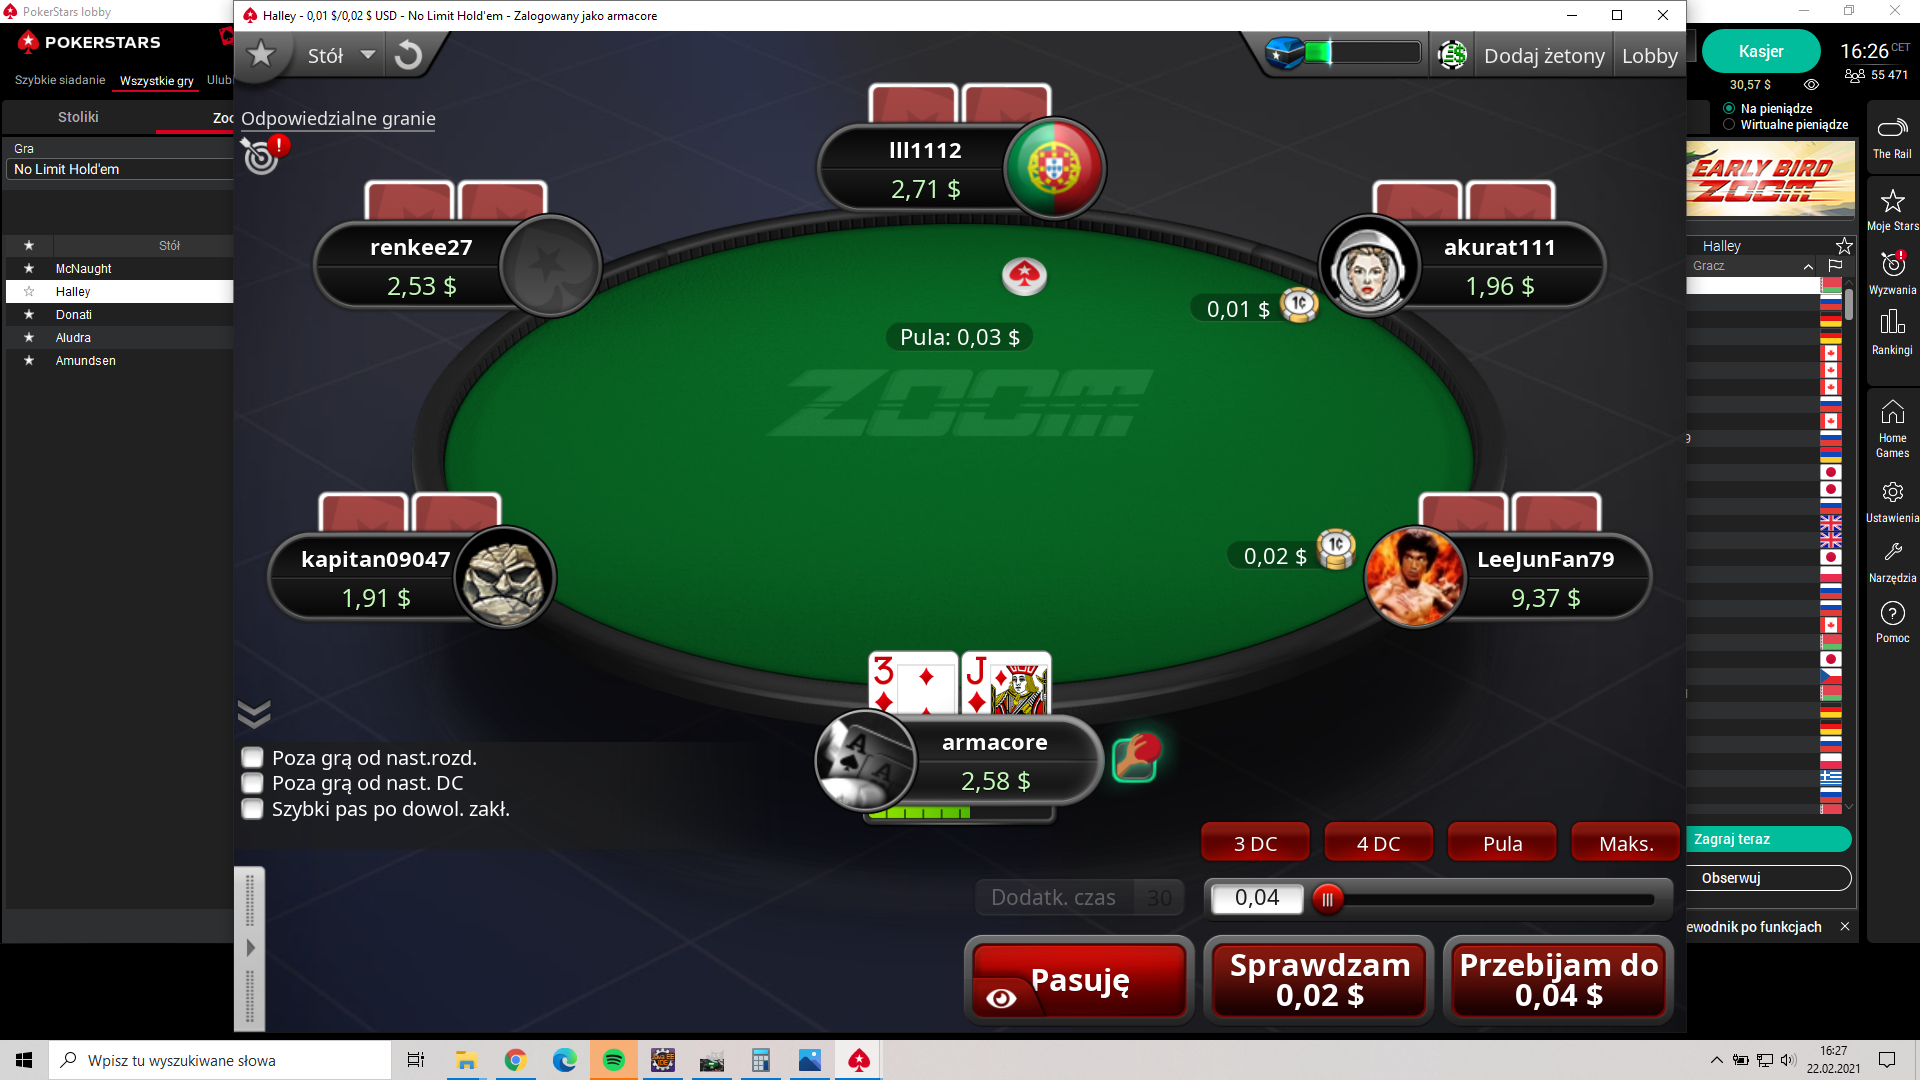 PokerStars lobby
POKERSTARS
Szybkie siadanie
Wszystkie gry
Stoliki
Gra
No Limit Hold'em
Stół
McNaught
Halley
Donati
Aludra
Amundsen
Halley - 0,01 $/0,02 $ USD - No Limit Hold'em - Zalogowany jako armacore
Stół
Dodaj żetony
Lobby
Odpowiedzialne granie
lll1112
2,71 $
renkee27
2,53 $
akurat111
1,96 $
0,01 $
1¢
Pula: 0,03 $
ZOOM
kapitan09047
1,91 $
0,02 $
1¢
LeeJunFan79
9,37 $
3
J
armacore
2,58 $
Poza grą od nast.rozd.
Poza grą od nast. DC
Szybki pas po dowol. zakł.
3 DC
4 DC
Pula
Maks.
Dodatk. czas 30
0,04
Pasuję
Sprawdzam
0,02 $
Przebijam do
0,04 $
Kasjer
30,57 $
16:26 CET
55 471
Na pieniądze
Wirtualne pieniądze
EARLY BIRD
ZOOM
Halley
Gracz
Zagraj teraz
Obserwuj
ewodnik po funkcjach
The Rail
Moje Stars
Wyzwania
Rankingi
Home
Games
Ustawienia
Narzędzia
Pomoc
Wpisz tu wyszukiwane słowa
16:27
22.02.2021